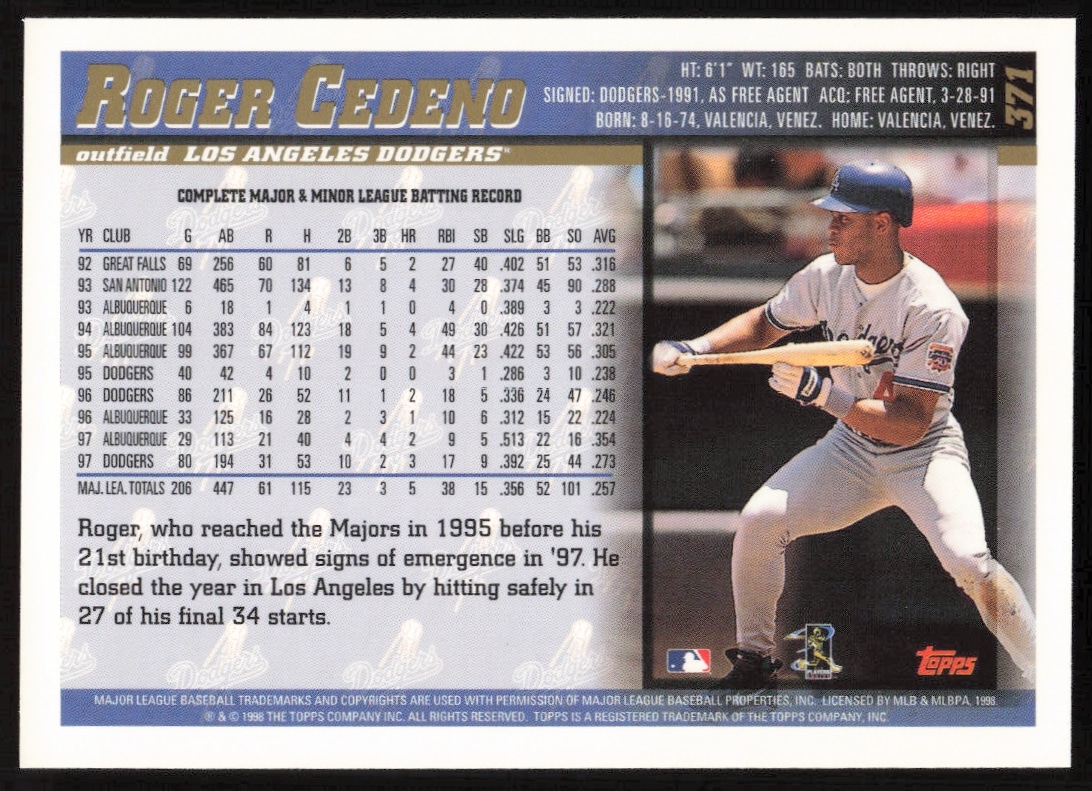 ROGER CEDENO
HT: 6'1" WT: 165 BATS: BOTH THROWS: RIGHT
SIGNED: DODGERS-1991, AS FREE AGENT ACQ: FREE AGENT, 3-28-91
BORN: 8-16-74, VALENCIA, VENEZ. HOME: VALENCIA, VENEZ.
371
outfield LOS ANGELES DODGERS™
COMPLETE MAJOR & MINOR LEAGUE BATTING RECORD
YR CLUB G AB R H 2B 3B HR RBI SB SLG BB SO AVG
92 GREAT FALLS 69 256 60 81 6 5 2 27 40 .402 51 53 .316
93 SAN ANTONIO 122 465 70 134 13 8 4 30 28 .374 45 90 .288
93 ALBUQUERQUE 6 18 1 4 1 1 0 4 0 .389 3 3 .222
94 ALBUQUERQUE 104 383 84 123 18 5 4 49 30 .426 51 57 .321
95 ALBUQUERQUE 99 367 67 112 19 9 2 44 23 .422 53 56 .305
95 DODGERS 40 42 4 10 2 0 0 3 1 .286 3 10 .238
96 DODGERS 86 211 26 52 11 1 2 18 5 .336 24 47 .246
96 ALBUQUERQUE 33 125 16 28 2 3 1 10 6 .312 15 22 .224
97 ALBUQUERQUE 29 113 21 40 4 4 2 9 5 .513 22 16 .354
97 DODGERS 80 194 31 53 10 2 3 17 9 .392 25 44 .273
MAJ. LEA. TOTALS 206 447 61 115 23 3 5 38 15 .356 52 101 .257
Roger, who reached the Majors in 1995 before his
21st birthday, showed signs of emergence in '97. He
closed the year in Los Angeles by hitting safely in
27 of his final 34 starts.
Dodgers
4
TOPPS
MAJOR LEAGUE BASEBALL TRADEMARKS AND COPYRIGHTS ARE USED WITH PERMISSION OF MAJOR LEAGUE BASEBALL PROPERTIES, INC. LICENSED BY MLB & MLBPA, 1998.
® & © 1998 THE TOPPS COMPANY INC. ALL RIGHTS RESERVED. TOPPS IS A REGISTERED TRADEMARK OF THE TOPPS COMPANY, INC.